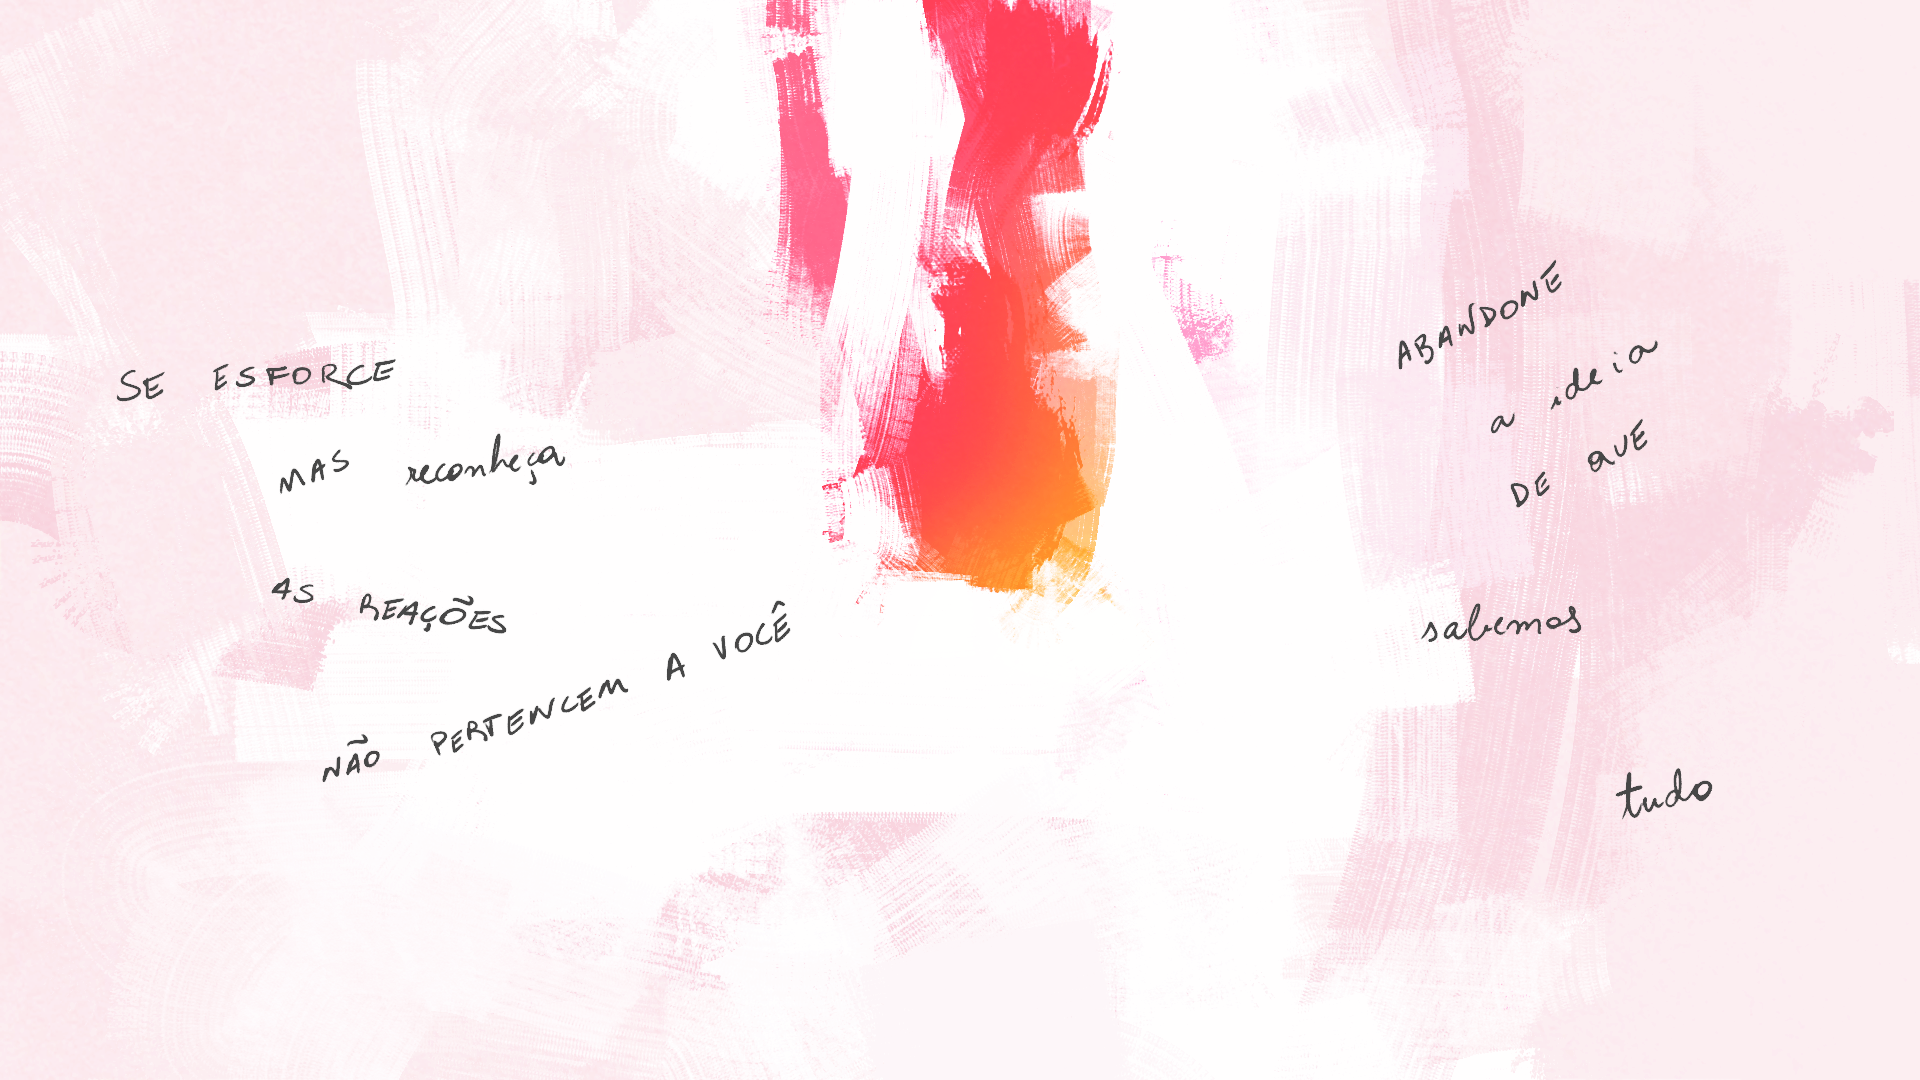 SE ESFORCE
MAS reconheça
AS REAÇÕES
NÃO PERTENCEM A VOCÊ
ABANDONE
a ideia
DE QUE
sabemos
tudo